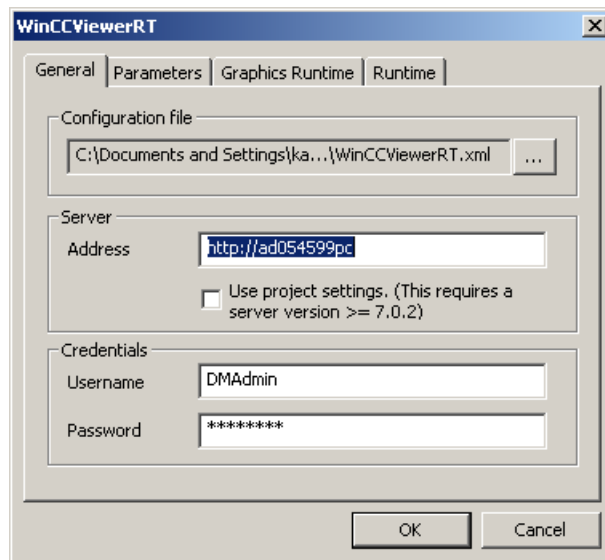 WinCCViewerRT
General Parameters Graphics Runtime Runtime
Configuration file
C:\Documents and Settings\ka...\WinCCViewerRT.xml ...
Server
Address http://ad054599pc
Use project settings. (This requires a
server version >= 7.0.2)
Credentials
Username DMAdmin
Password ********
OK Cancel